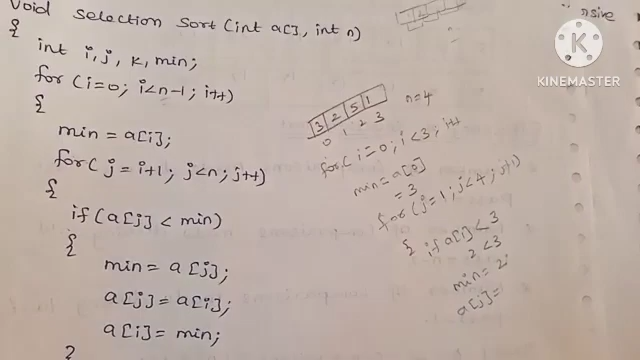 Void selection sort (int a[], int n)
{
int i, j, k, min;
for (i=0; i<n-1; i++)
{
min = a[i];
for (j = i+1; j<n; j++)
{
if (a[j] < min)
{
min = a[j];
a[j] = a[i];
a[i] = min;
}
3 2 5 1 n=4
0 1 2 3
for (i=0; i<3; i++
min = a[0]
= 3
for (j=1; j<4; j++)
{ if a[i] < 3
2 < 3
min = 2;
a[j] =
K
KINEMASTER